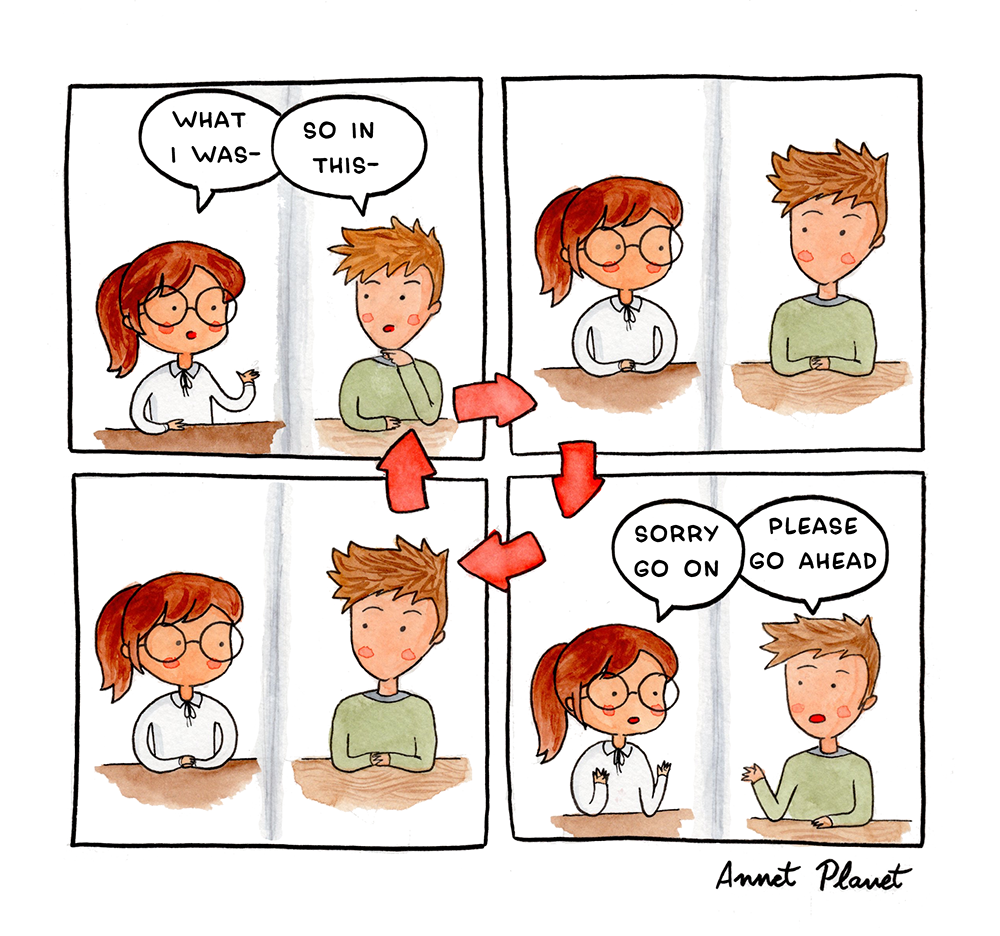 WHAT
I WAS-
SO IN
THIS-
SORRY
GO ON
PLEASE
GO AHEAD
Annet Planet